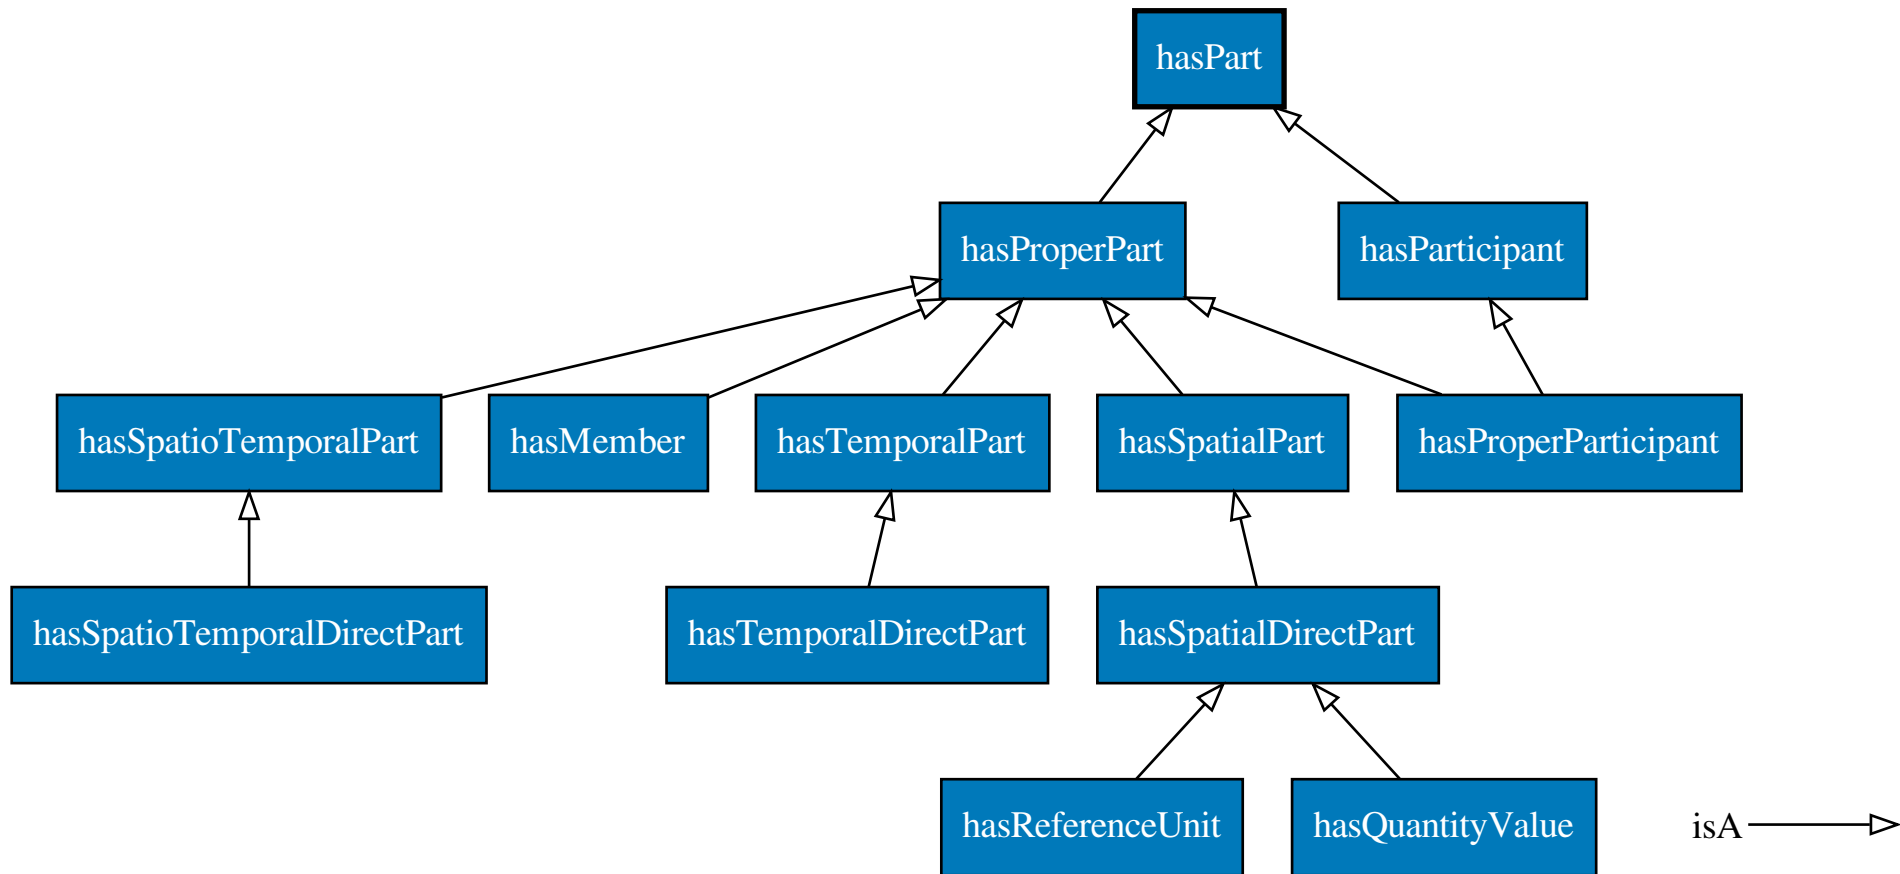 hasPart
hasProperPart
hasParticipant
hasSpatioTemporalPart
hasMember
hasTemporalPart
hasSpatialPart
hasProperParticipant
hasSpatioTemporalDirectPart
hasTemporalDirectPart
hasSpatialDirectPart
hasReferenceUnit
hasQuantityValue
isA